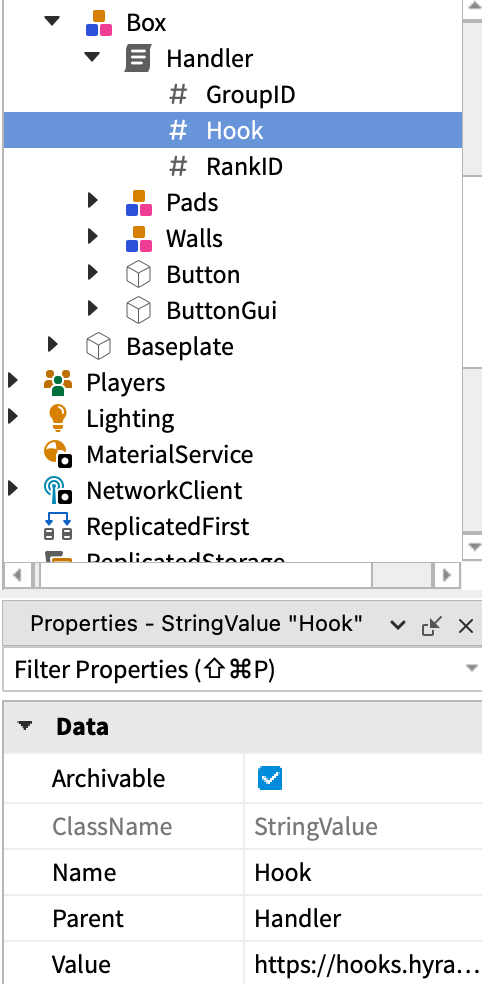 Box
Handler
GroupID
Hook
RankID
Pads
Walls
Button
ButtonGui
Baseplate
Players
Lighting
MaterialService
NetworkClient
ReplicatedFirst
ReplicatedStorage
Properties - StringValue "Hook"
Filter Properties (⇧⌘P)
Data
Archivable
ClassName StringValue
Name Hook
Parent Handler
Value https://hooks.hyra...